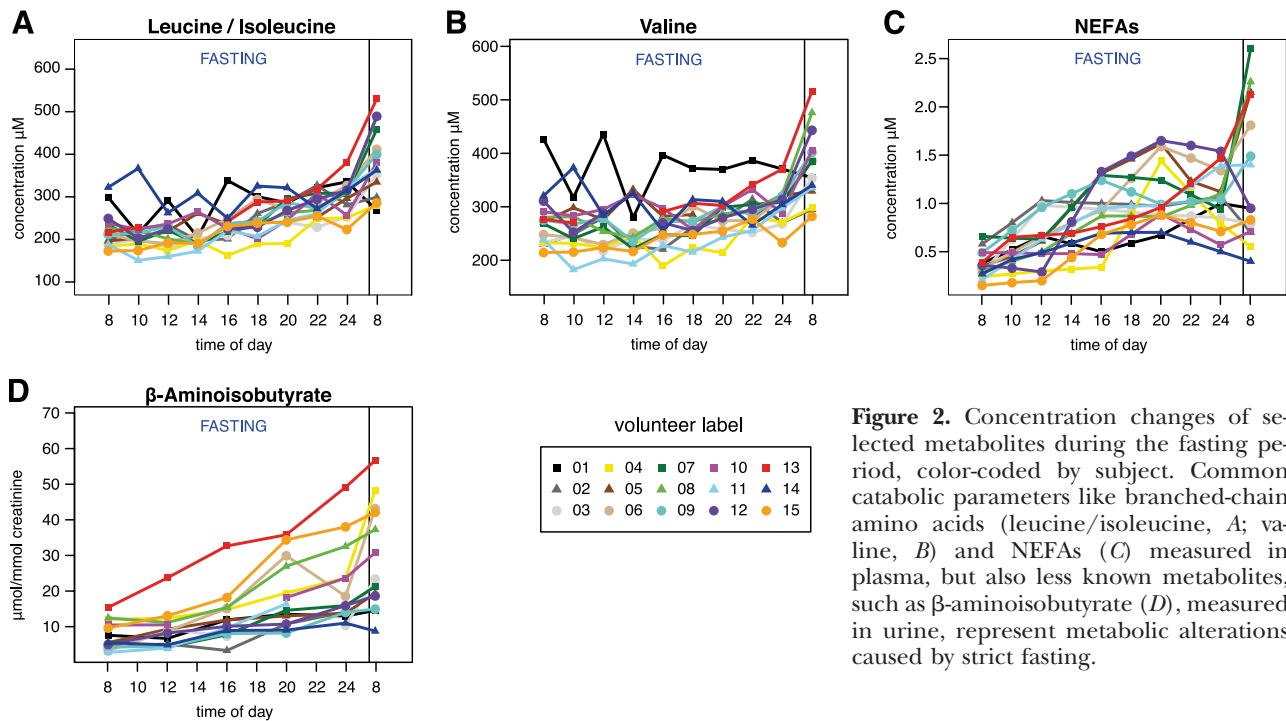 A
Leucine / Isoleucine
FASTING
concentration µM
600
500
400
300
200
100
8 10 12 14 16 18 20 22 24 8
time of day
B
Valine
FASTING
concentration µM
600
500
400
300
200
8 10 12 14 16 18 20 22 24 8
time of day
C
NEFAs
FASTING
concentration µM
2.5
2.0
1.5
1.0
0.5
8 10 12 14 16 18 20 22 24 8
time of day
D
β-Aminoisobutyrate
FASTING
µmol/mmol creatinine
70
60
50
40
30
20
10
8 10 12 14 16 18 20 22 24 8
time of day
volunteer label
01 04 07 10 13
02 05 08 11 14
03 06 09 12 15
Figure 2. Concentration changes of se-
lected metabolites during the fasting pe-
riod, color-coded by subject. Common
catabolic parameters like branched-chain
amino acids (leucine/isoleucine, A; va-
line, B) and NEFAs (C) measured in
plasma, but also less known metabolites,
such as β-aminoisobutyrate (D), measured
in urine, represent metabolic alterations
caused by strict fasting.